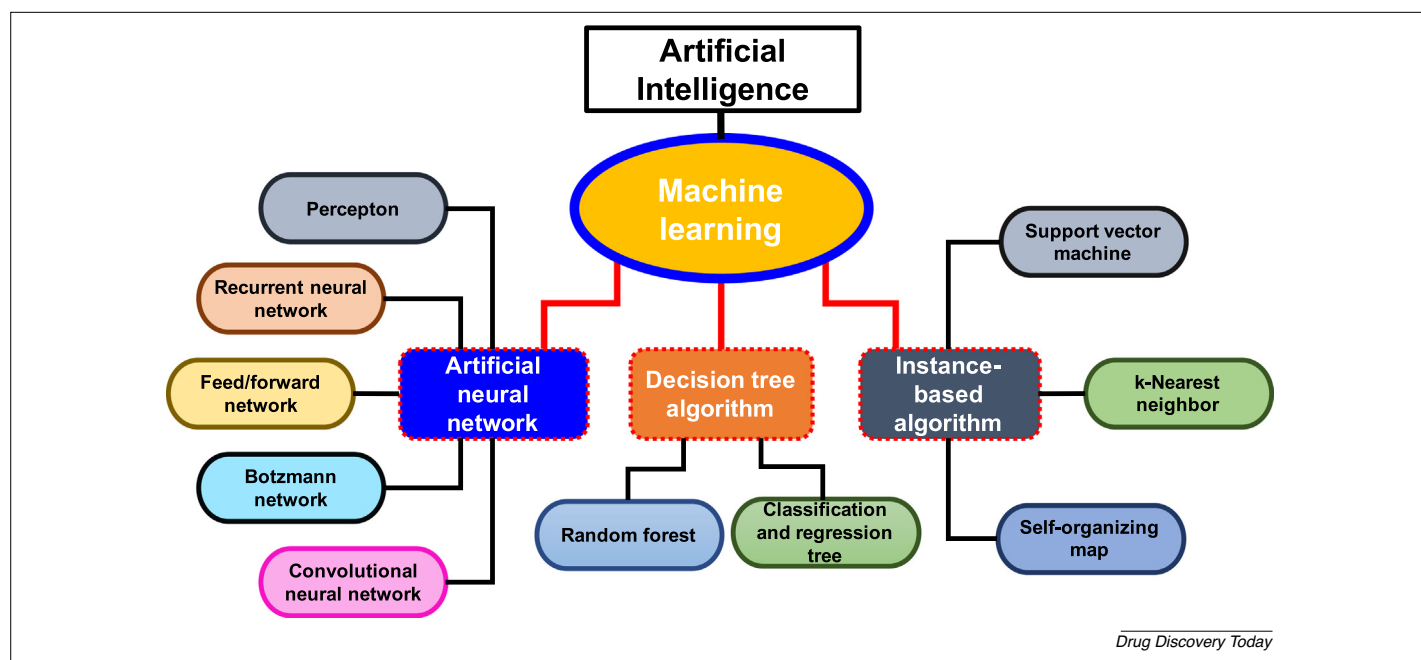 Artificial
Intelligence
Machine
learning
Percepton
Recurrent neural
network
Feed/forward
network
Botzmann
network
Convolutional
neural network
Artificial
neural
network
Decision tree
algorithm
Random forest
Classification
and regression
tree
Instance-
based
algorithm
Support vector
machine
k-Nearest
neighbor
Self-organizing
map
Drug Discovery Today